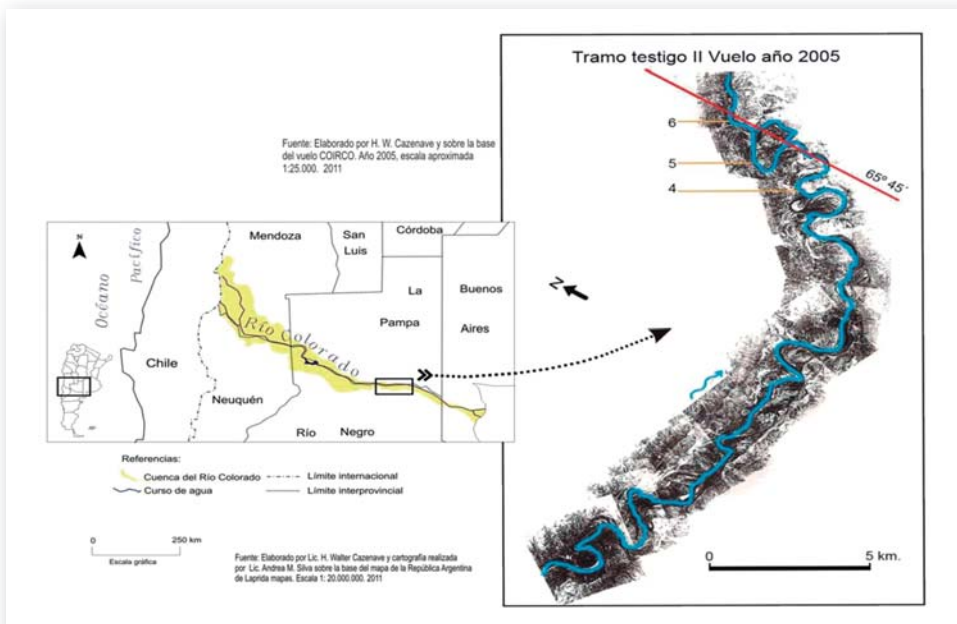 Tramo testigo II Vuelo año 2005
6
5
4
65° 45´
Fuente: Elaborado por H. W. Cazenave y sobre la base
del vuelo COIRCO. Año 2005, escala aproximada
1:25.000. 2011
N
Océano
Pacífico
Mendoza
San
Luis
Córdoba
La
Pampa
Buenos
Aires
Chile
Río Colorado
Neuquén
Río Negro
N
Referencias:
Cuenca del Río Colorado
Límite internacional
Curso de agua
Límite interprovincial
0 250 km
Escala gráfica
Fuente: Elaborado por Lic. H. Walter Cazenave y cartografía realizada
por Lic. Andrea M. Silva sobre la base del mapa de la República Argentina
de Laprida mapas. Escala 1: 20.000.000. 2011
0 5 km.